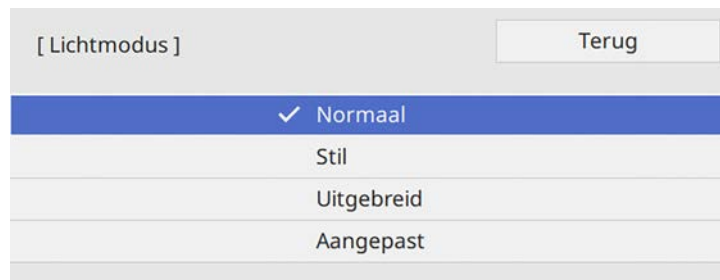 [ Lichtmodus ]
Terug
Normaal
Stil
Uitgebreid
Aangepast